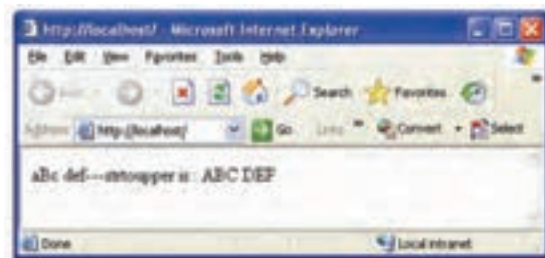 http://localhost/ - Microsoft Internet Explorer
File Edit View Favorites Tools Help
Back Search Favorites
Address http://localhost/ Go Links » Convert Select
aBc def---strtoupper is : ABC DEF
Done Local intranet